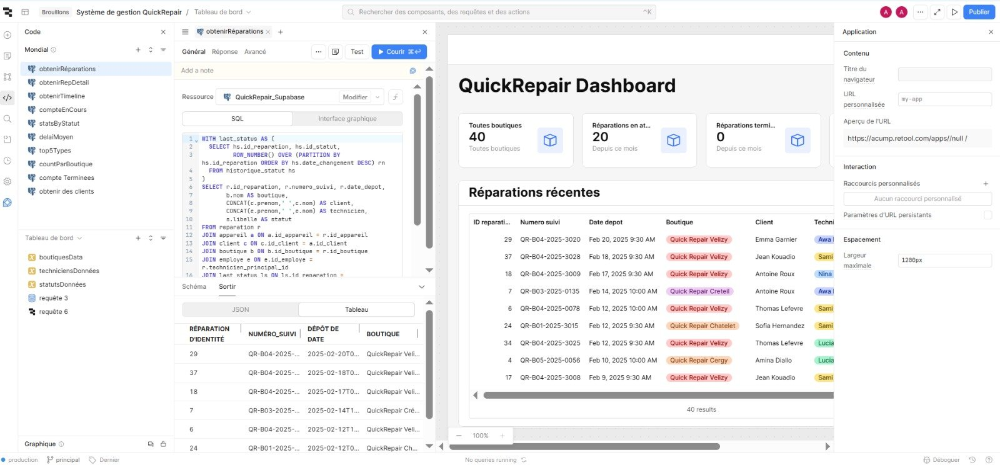 Brouillons
Système de gestion QuickRepair / Tableau de bord
Rechercher des composants, des requêtes et des actions
^K
A
A
Publier
Code
Mondial
obtenirRéparations
obtenirRepDetail
obtenirTimeline
compteEnCours
statsByStatut
delaiMoyen
top5Types
countParBoutique
compte Terminees
obtenir des clients
Tableau de bord
boutiquesData
techniciensDonnées
statutsDonnées
requête 3
requête 6
Graphique
obtenirRéparations
Général Réponse Avancé
Test
Courir ⌘↵
Add a note
Ressource
QuickRepair_Supabase
Modifier
SQL
Interface graphique
1 WITH last_status AS (
2 SELECT hs.id_reparation, hs.id_statut,
3 ROW_NUMBER() OVER (PARTITION BY
hs.id_reparation ORDER BY hs.date_changement DESC) rn
4 FROM historique_statut hs
5 )
6 SELECT r.id_reparation, r.numero_suivi, r.date_depot,
7 b.nom AS boutique,
8 CONCAT(c.prenom,' ',c.nom) AS client,
9 CONCAT(e.prenom,' ',e.nom) AS technicien,
10 s.libelle AS statut
11 FROM reparation r
12 JOIN appareil a ON a.id_appareil = r.id_appareil
13 JOIN client c ON c.id_client = a.id_client
14 JOIN boutique b ON b.id_boutique = r.id_boutique
15 JOIN employe e ON e.id_employe =
r.technicien_principal_id
16 JOIN last_status ls ON ls.id_reparation =
Schéma Sortir
JSON
Tableau
RÉPARATION D'IDENTITÉ NUMÉRO_SUIVI DÉPÔT DE DATE BOUTIQUE
29 QR-B04-2025-... 2025-02-20T0... QuickRepair Veli...
37 QR-B04-2025-... 2025-02-18T0... QuickRepair Veli...
18 QR-B04-2025-... 2025-02-17T0... QuickRepair Veli...
7 QR-B03-2025-... 2025-02-14T1... QuickRepair Cré...
6 QR-B04-2025-... 2025-02-12T1... QuickRepair Veli...
24 QR-B01-2025-... 2025-02-12T0... QuickRepair Ch...
QuickRepair Dashboard
Toutes boutiques
40
Toutes boutiques
Réparations en at...
20
Depuis ce mois
Réparations termi...
0
Depuis ce mois
Réparations récentes
ID reparati... Numero suivi Date depot Boutique Client Techni
29 QR-B04-2025-3020 Feb 20, 2025 9:30 AM Quick Repair Velizy Emma Garnier Awa
37 QR-B04-2025-3028 Feb 18, 2025 9:30 AM Quick Repair Velizy Jean Kouadio Sami
18 QR-B04-2025-3009 Feb 17, 2025 9:30 AM Quick Repair Velizy Antoine Roux Nina
7 QR-B03-2025-0135 Feb 14, 2025 10:00 AM Quick Repair Creteil Antoine Roux Awa
6 QR-B04-2025-0078 Feb 12, 2025 10:00 AM Quick Repair Velizy Thomas Lefevre Sami
24 QR-B01-2025-3015 Feb 12, 2025 9:30 AM Quick Repair Chatelet Sofia Hernandez Sami
34 QR-B04-2025-3025 Feb 12, 2025 9:30 AM Quick Repair Velizy Thomas Lefevre Lucia
4 QR-B05-2025-0056 Feb 10, 2025 10:00 AM Quick Repair Cergy Amina Diallo Lucia
17 QR-B04-2025-3008 Feb 9, 2025 9:30 AM Quick Repair Velizy Jean Kouadio Sami
40 results
100%
Application
Contenu
Titre du navigateur
URL personnalisée
my-app
Aperçu de l'URL
https://acump.retool.com/apps//null /
Interaction
Raccourcis personnalisés
Aucun raccourci personnalisé
Paramètres d'URL persistants
Espacement
Largeur maximale
1200px
production
principal
Dernier
No queries running
Déboguer